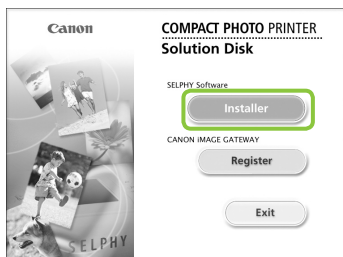 Canon
COMPACT PHOTO PRINTER
Solution Disk
SELPHY Software
Installer
CANON iMAGE GATEWAY
Register
Exit
SELPHY